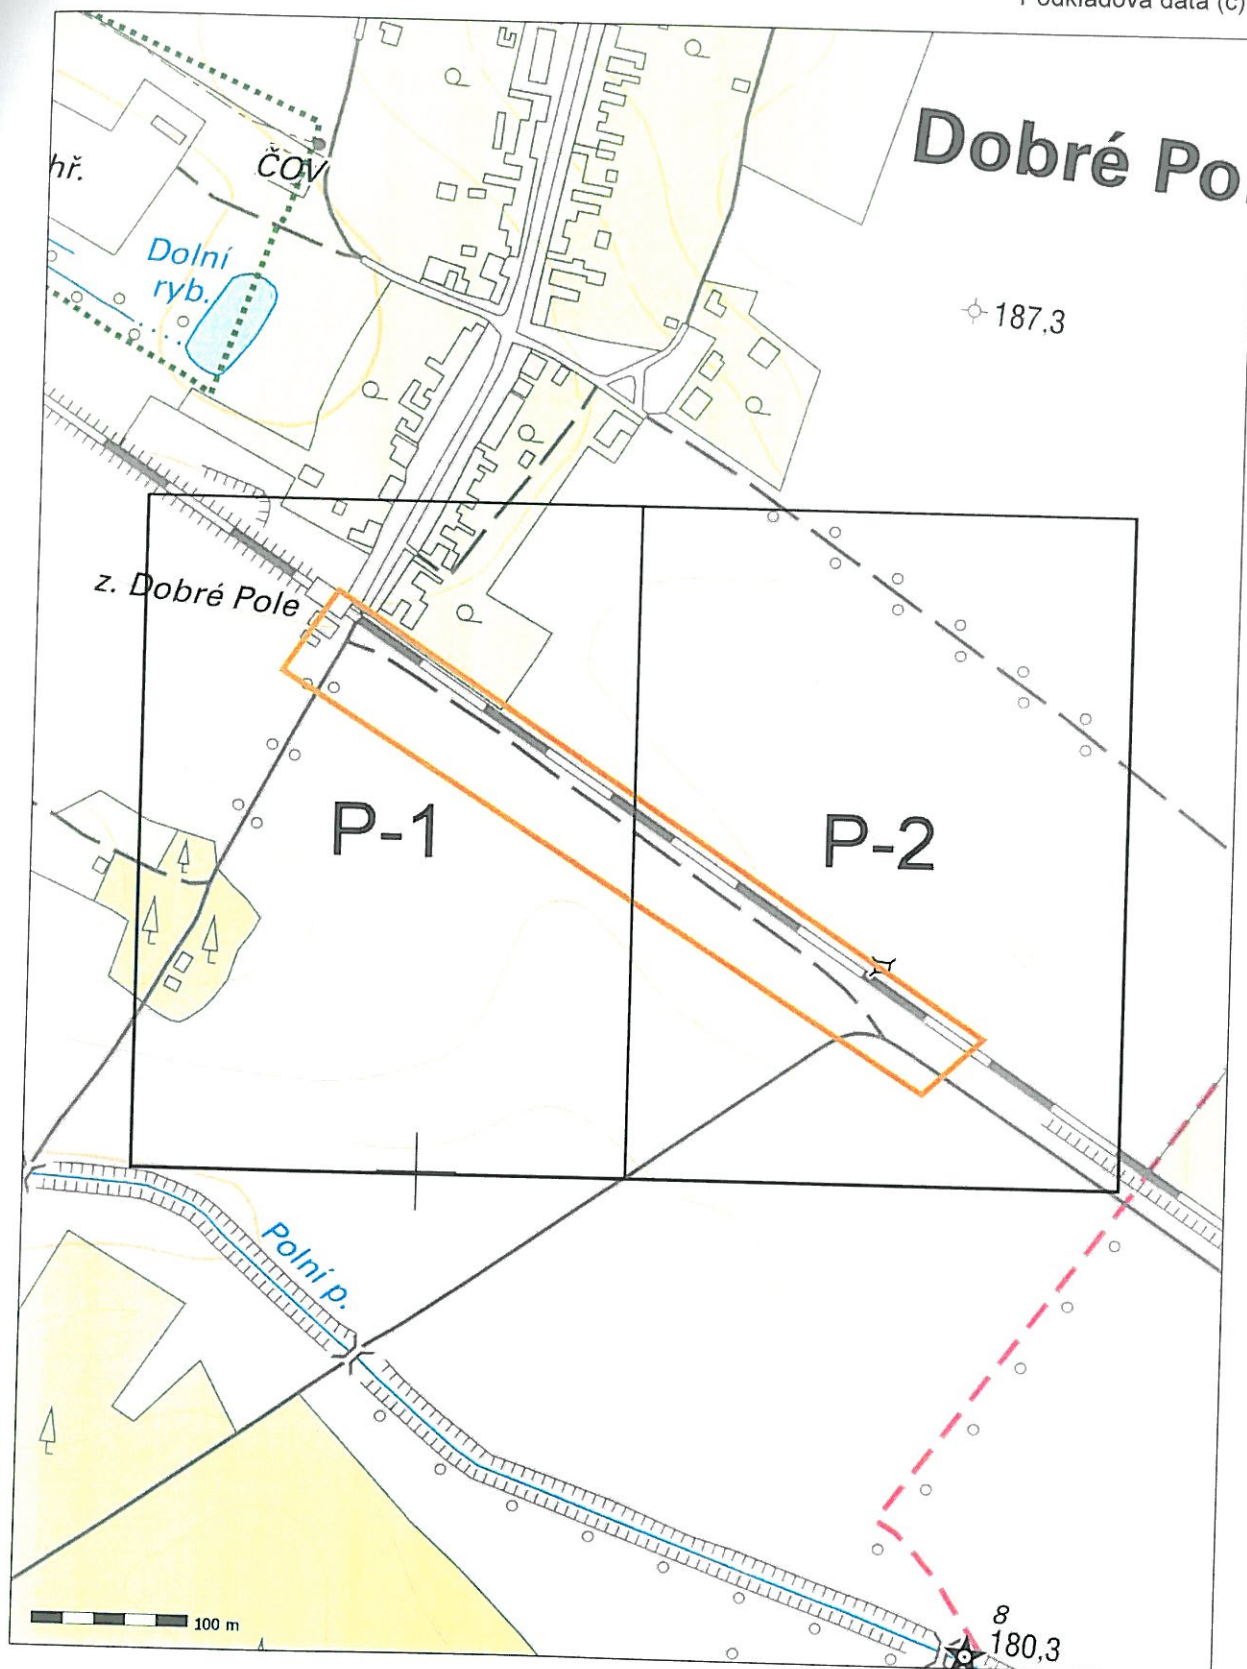 Podkladová data (c)
Dobré Po
ČOV
hř.
Dolní
ryb.
187,3
z. Dobré Pole
P-1
P-2
Polní p.
100 m
8
180,3